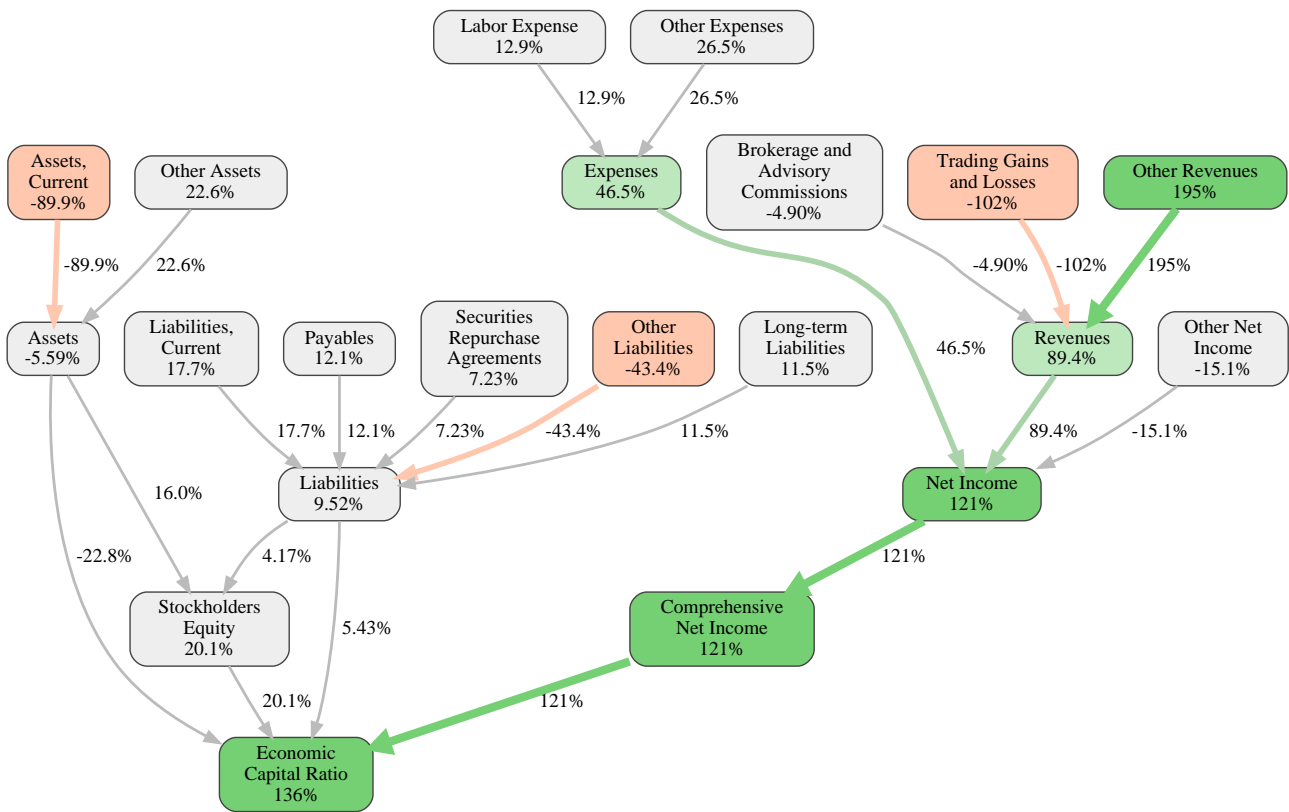 Labor Expense
12.9%
Other Expenses
26.5%
12.9%
26.5%
Assets,
Current
-89.9%
Other Assets
22.6%
Expenses
46.5%
Brokerage and
Advisory
Commissions
-4.90%
Trading Gains
and Losses
-102%
Other Revenues
195%
-89.9%
22.6%
-4.90%
-102%
195%
Assets
-5.59%
Liabilities,
Current
17.7%
Payables
12.1%
Securities
Repurchase
Agreements
7.23%
Other
Liabilities
-43.4%
Long-term
Liabilities
11.5%
46.5%
Revenues
89.4%
Other Net
Income
-15.1%
17.7%
12.1%
7.23%
-43.4%
11.5%
89.4%
-15.1%
16.0%
Liabilities
9.52%
Net Income
121%
-22.8%
4.17%
121%
Stockholders
Equity
20.1%
5.43%
Comprehensive
Net Income
121%
20.1%
121%
Economic
Capital Ratio
136%